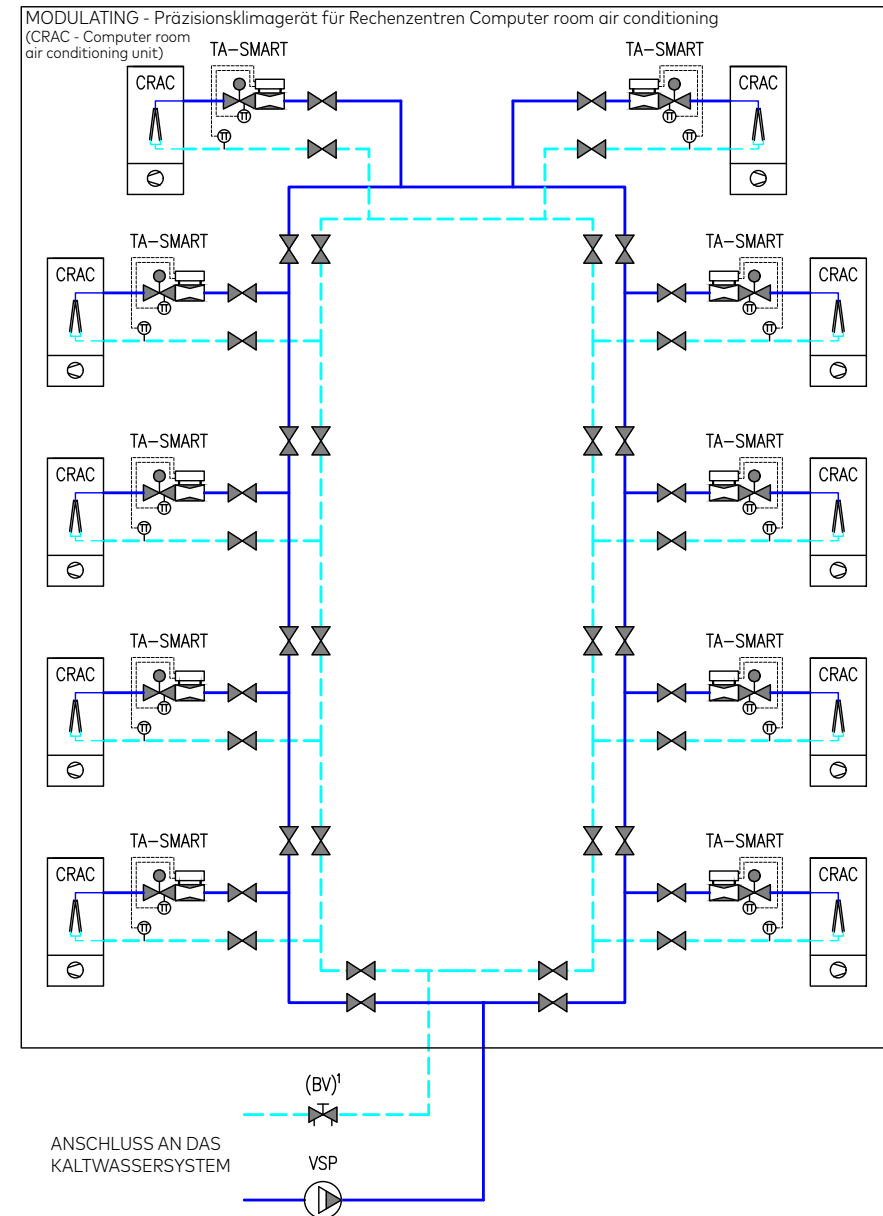 MODULATING - Präzisionsklimagerät für Rechenzentren Computer room air conditioning
(CRAC - Computer room
air conditioning unit)
TA-SMART
TA-SMART
CRAC
CRAC
TA-SMART
TA-SMART
CRAC
CRAC
TA-SMART
TA-SMART
CRAC
CRAC
TA-SMART
TA-SMART
CRAC
CRAC
TA-SMART
TA-SMART
CRAC
CRAC
(BV)¹
ANSCHLUSS AN DAS
KALTWASSERSYSTEM
VSP